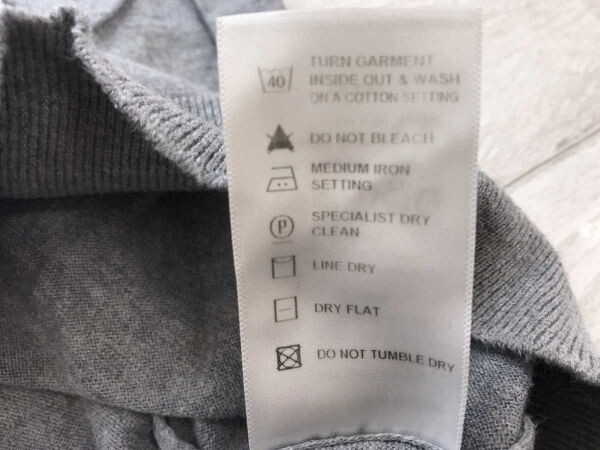 40
TURN GARMENT
INSIDE OUT & WASH
ON A COTTON SETTING
DO NOT BLEACH
MEDIUM IRON
SETTING
P
SPECIALIST DRY
CLEAN
LINE DRY
DRY FLAT
DO NOT TUMBLE DRY